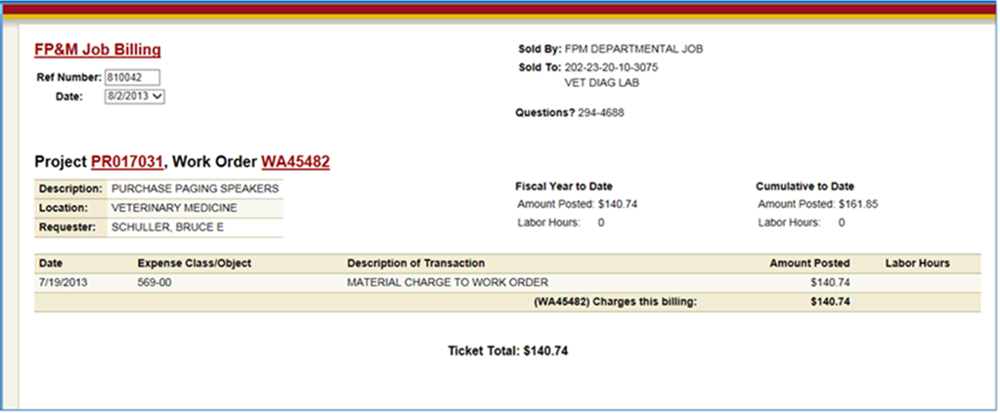 FP&M Job Billing
Ref Number: 810042
Date: 8/2/2013
Sold By: FPM DEPARTMENTAL JOB
Sold To: 202-23-20-10-3075
VET DIAG LAB
Questions? 294-4688
Project PR017031, Work Order WA45482
Description: PURCHASE PAGING SPEAKERS
Location: VETERINARY MEDICINE
Requester: SCHULLER, BRUCE E
Fiscal Year to Date
Amount Posted: $140.74
Labor Hours: 0
Cumulative to Date
Amount Posted: $161.85
Labor Hours: 0
Date Expense Class/Object Description of Transaction Amount Posted Labor Hours
7/19/2013 569-00 MATERIAL CHARGE TO WORK ORDER $140.74
(WA45482) Charges this billing: $140.74
Ticket Total: $140.74